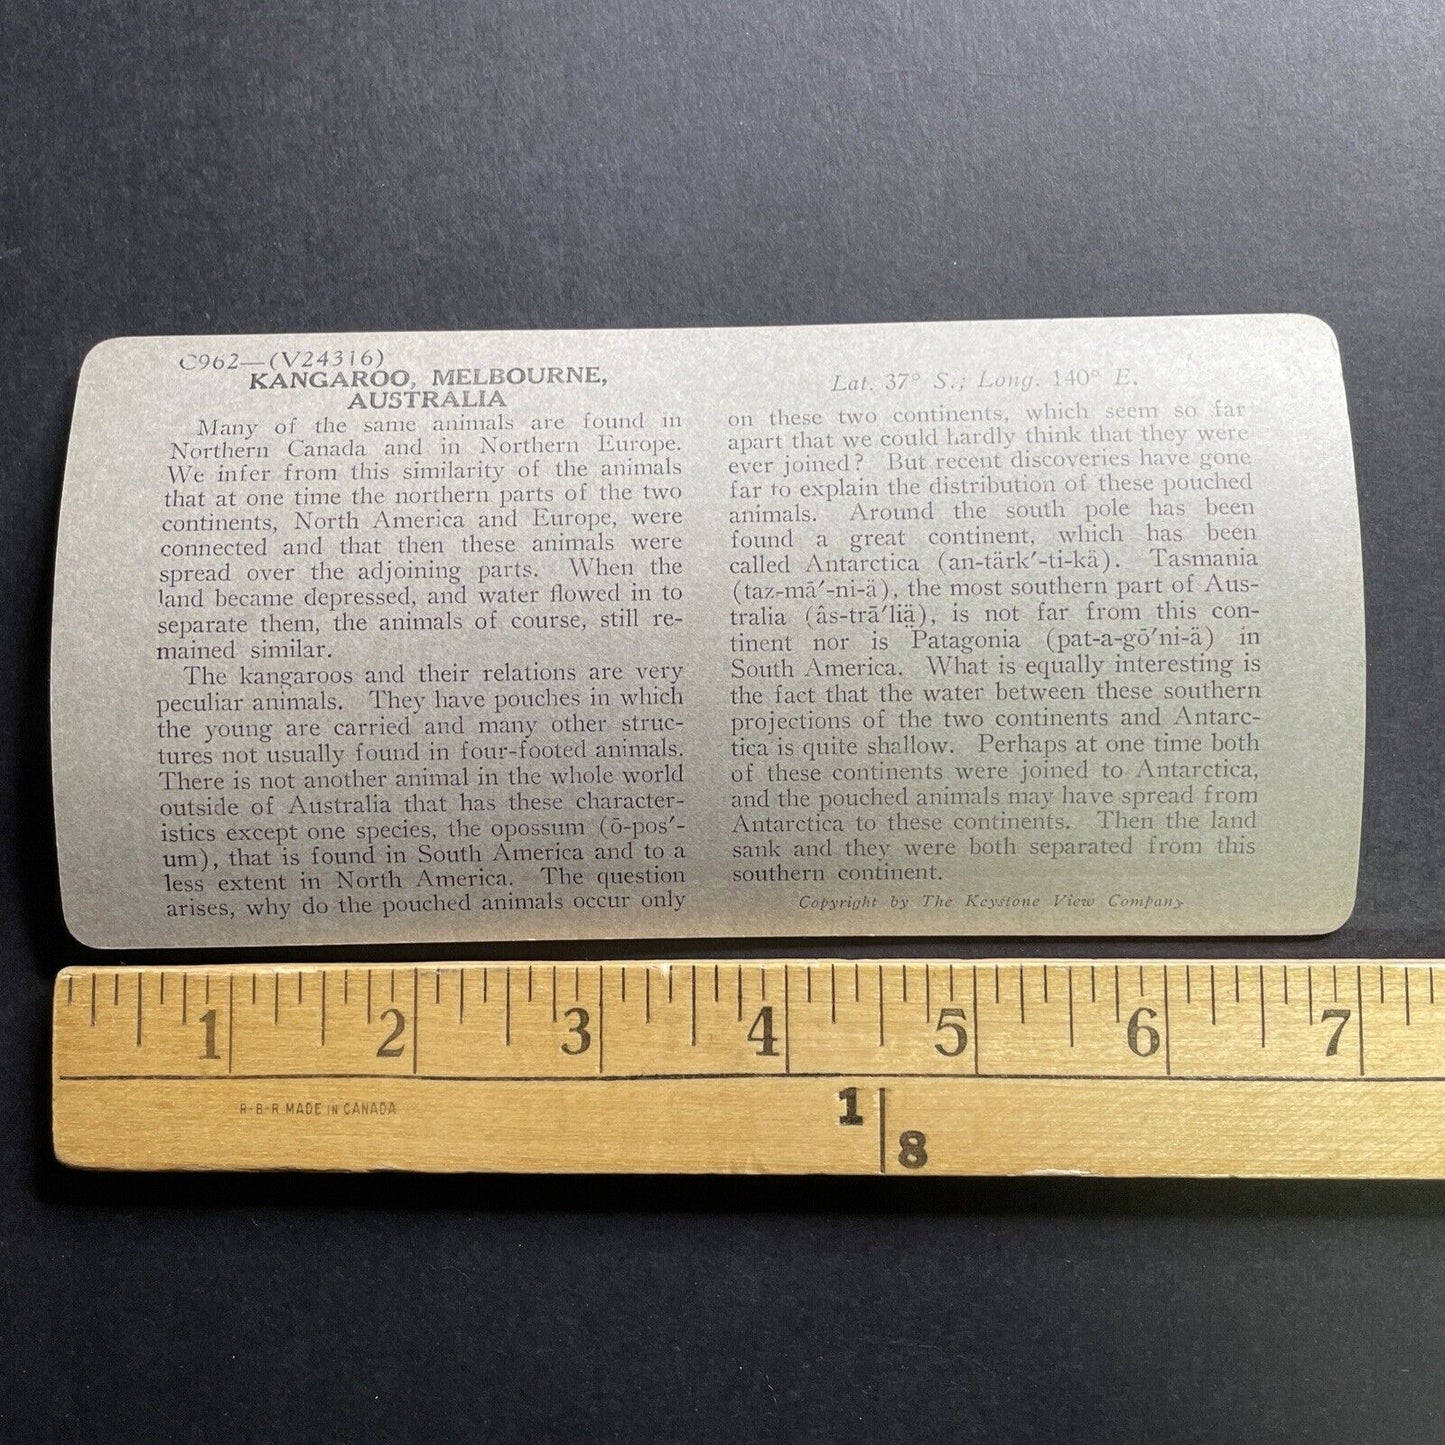 C962—(V24316)
KANGAROO, MELBOURNE,
AUSTRALIA
Many of the same animals are found in
Northern Canada and in Northern Europe.
We infer from this similarity of the animals
that at one time the northern parts of the two
continents, North America and Europe, were
connected and that then these animals were
spread over the adjoining parts. When the
land became depressed, and water flowed in to
separate them, the animals of course, still re-
mained similar.
The kangaroos and their relations are very
peculiar animals. They have pouches in which
the young are carried and many other struc-
tures not usually found in four-footed animals.
There is not another animal in the whole world
outside of Australia that has these character-
istics except one species, the opossum (ō-pos′-
um), that is found in South America and to a
less extent in North America. The question
arises, why do the pouched animals occur only
Lat. 37° S.; Long. 140° E.
on these two continents, which seem so far
apart that we could hardly think that they were
ever joined? But recent discoveries have gone
far to explain the distribution of these pouched
animals. Around the south pole has been
found a great continent, which has been
called Antarctica (an-tärk′-ti-kä). Tasmania
(taz-mā′-ni-ä), the most southern part of Aus-
tralia (âs-trā′liä), is not far from this con-
tinent nor is Patagonia (pat-a-gō′ni-ä) in
South America. What is equally interesting is
the fact that the water between these southern
projections of the two continents and Antarc-
tica is quite shallow. Perhaps at one time both
of these continents were joined to Antarctica,
and the pouched animals may have spread from
Antarctica to these continents. Then the land
sank and they were both separated from this
southern continent.
Copyright by The Keystone View Company
1 2 3 4 5 6 7
R-B-R MADE IN CANADA
1
8